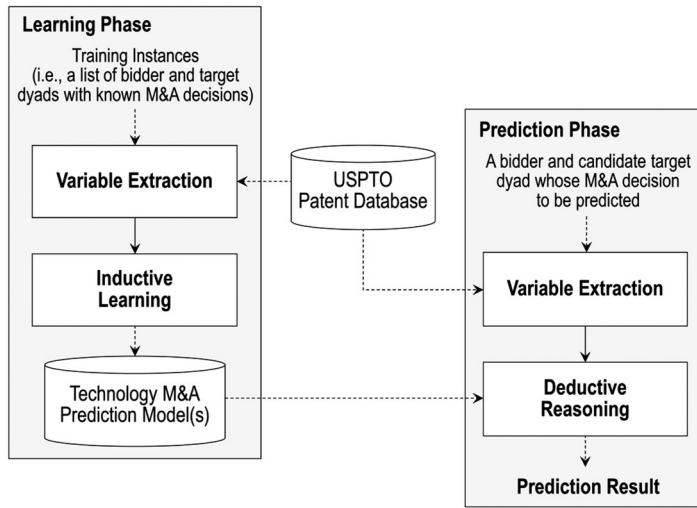 Learning Phase
Training Instances
(i.e., a list of bidder and target
dyads with known M&A decisions)
Variable Extraction
Inductive
Learning
Technology M&A
Prediction Model(s)
USPTO
Patent Database
Prediction Phase
A bidder and candidate target
dyad whose M&A decision
to be predicted
Variable Extraction
Deductive
Reasoning
Prediction Result